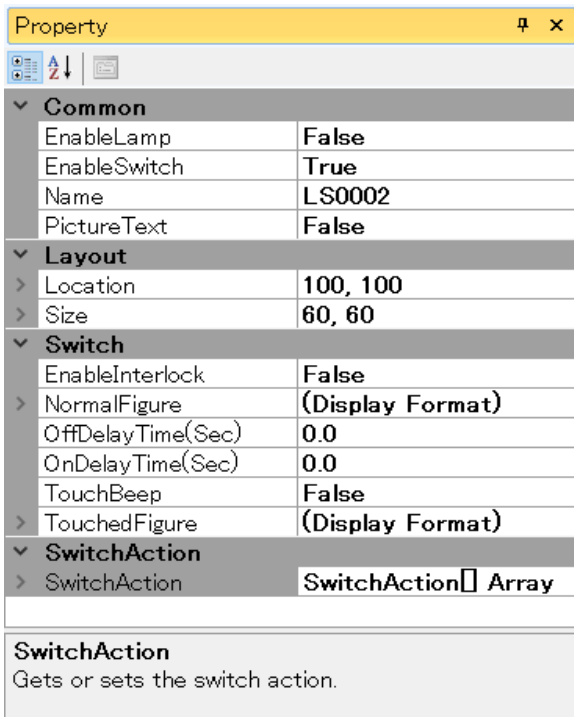 Property
Common
EnableLamp False
EnableSwitch True
Name LS0002
PictureText False
Layout
Location 100, 100
Size 60, 60
Switch
EnableInterlock False
NormalFigure (Display Format)
OffDelayTime(Sec) 0.0
OnDelayTime(Sec) 0.0
TouchBeep False
TouchedFigure (Display Format)
SwitchAction
SwitchAction SwitchAction[] Array
SwitchAction
Gets or sets the switch action.